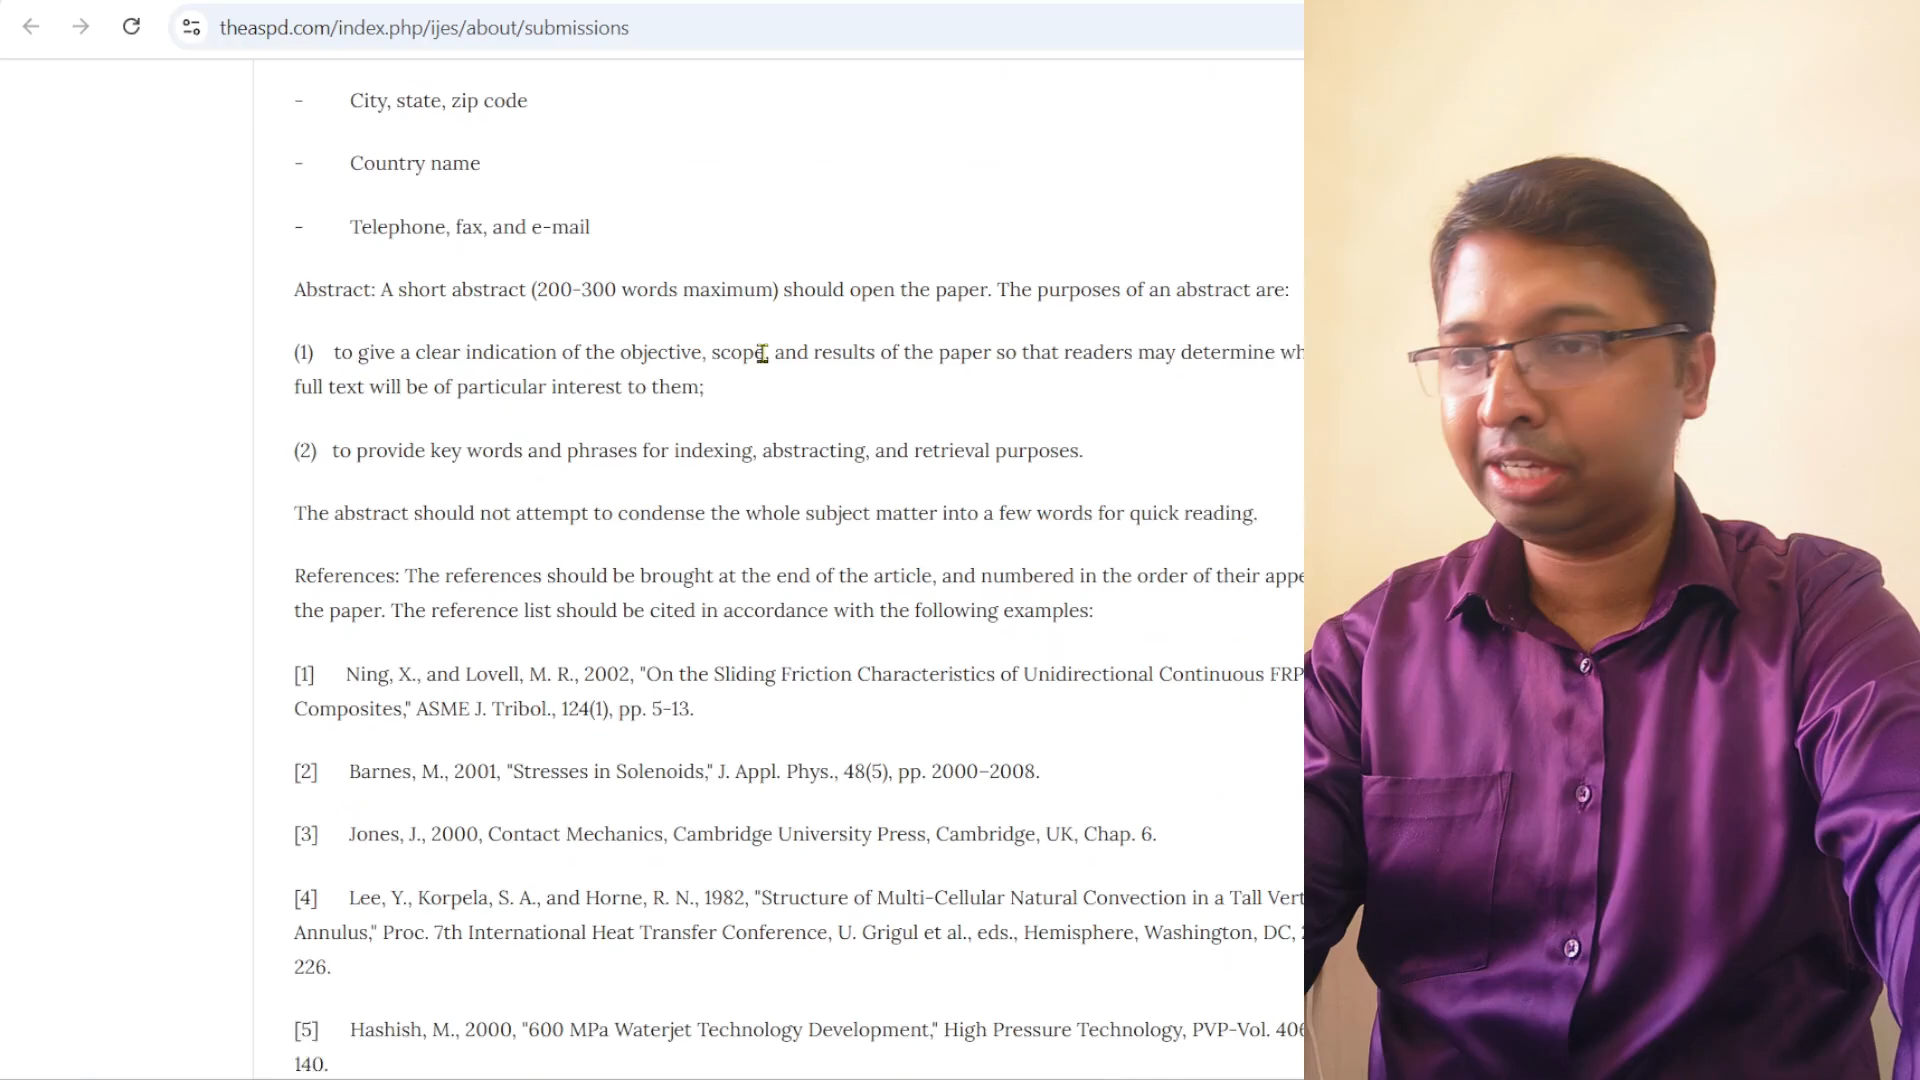 theaspd.com/index.php/ijes/about/submissions
- City, state, zip code
- Country name
- Telephone, fax, and e-mail
Abstract: A short abstract (200-300 words maximum) should open the paper. The purposes of an abstract are:
(1) to give a clear indication of the objective, scope, and results of the paper so that readers may determine
full text will be of particular interest to them;
(2) to provide key words and phrases for indexing, abstracting, and retrieval purposes.
The abstract should not attempt to condense the whole subject matter into a few words for quick reading.
References: The references should be brought at the end of the article, and numbered in the order of their
the paper. The reference list should be cited in accordance with the following examples:
[1] Ning, X., and Lovell, M. R., 2002, "On the Sliding Friction Characteristics of Unidirectional Continuous FRP
Composites," ASME J. Tribol., 124(1), pp. 5-13.
[2] Barnes, M., 2001, "Stresses in Solenoids," J. Appl. Phys., 48(5), pp. 2000–2008.
[3] Jones, J., 2000, Contact Mechanics, Cambridge University Press, Cambridge, UK, Chap. 6.
[4] Lee, Y., Korpela, S. A., and Horne, R. N., 1982, "Structure of Multi-Cellular Natural Convection in a Tall
Annulus," Proc. 7th International Heat Transfer Conference, U. Grigul et al., eds., Hemisphere, Washington, DC,
226.
[5] Hashish, M., 2000, "600 MPa Waterjet Technology Development," High Pressure Technology, PVP-Vol.
140.